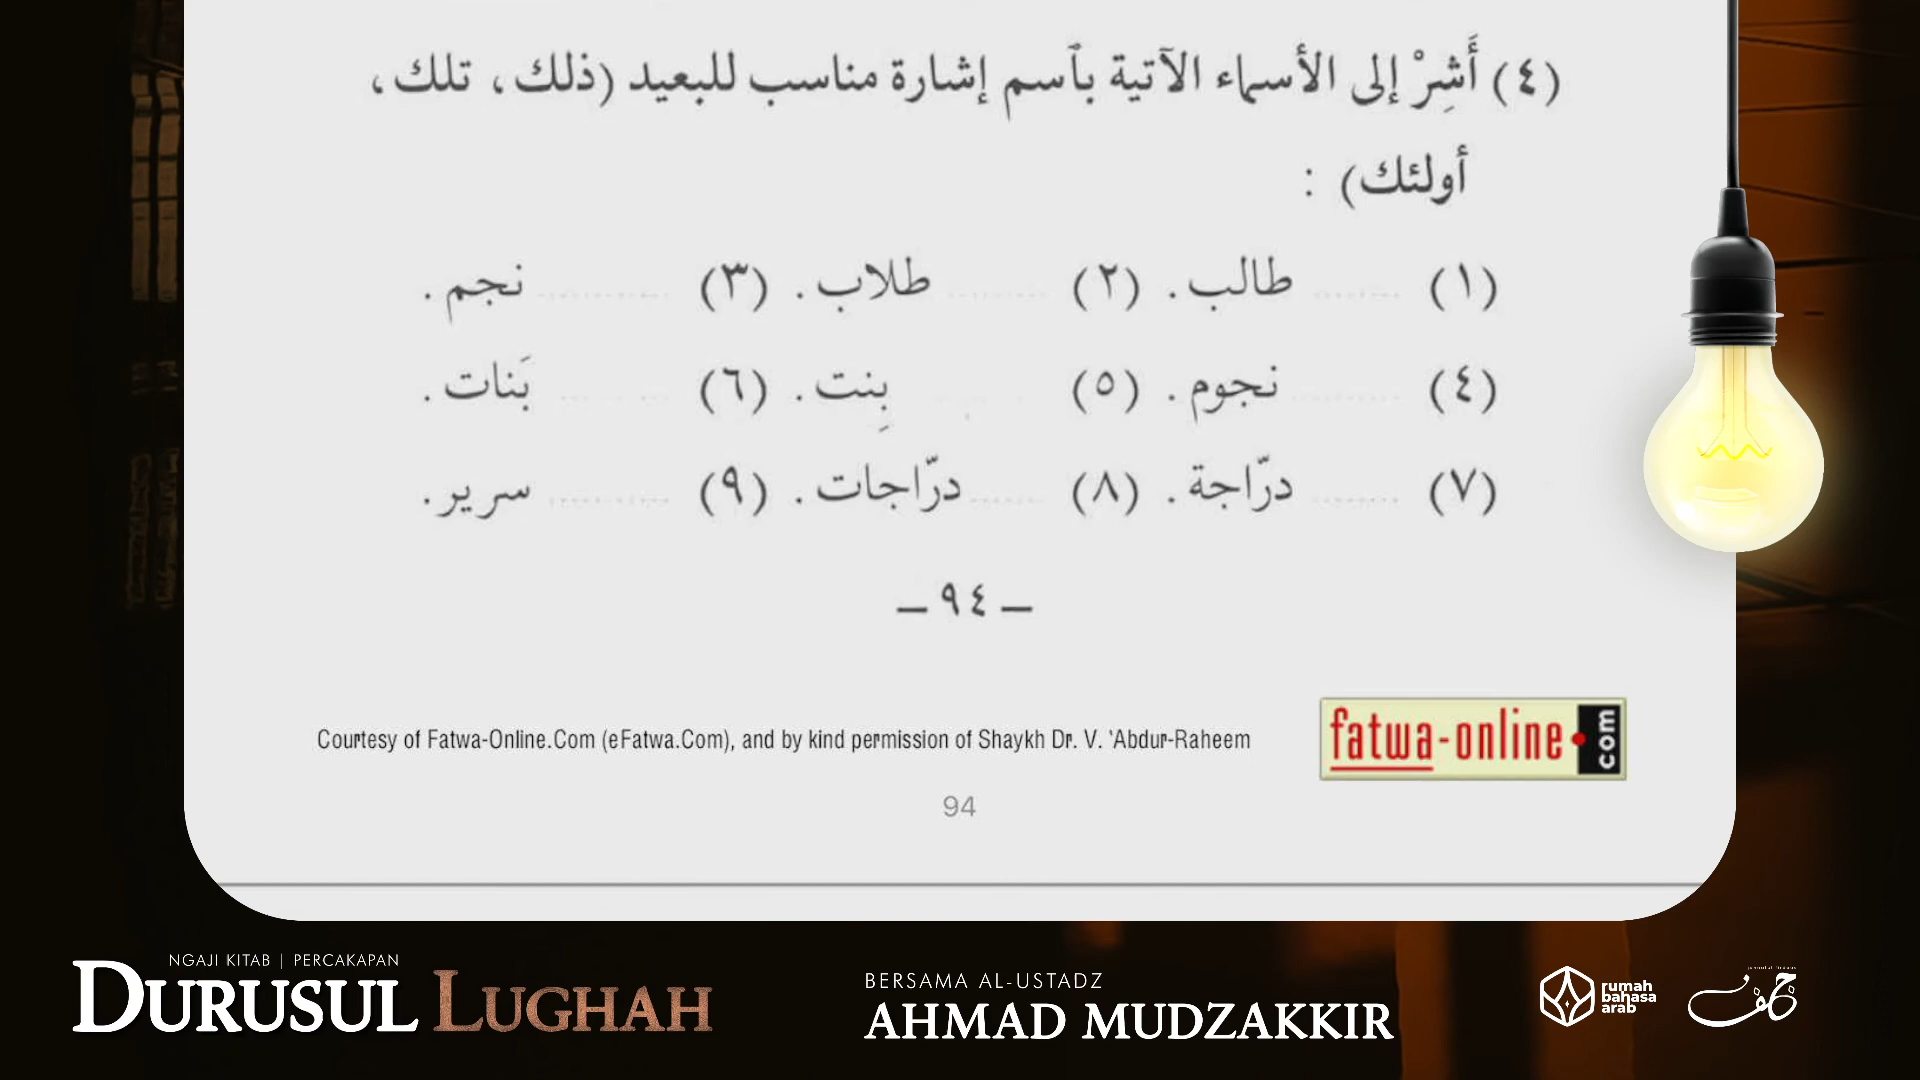 (٤) أَشِرْ إلى الأسماء الآتية بٱسم إشارة مناسب للبعيد (ذلك، تلك،
أولئك) :
(١) ........ طالب . (٢) ........ طلاب . (٣) ........ نجم .
(٤) ........ نجوم . (٥) ........ بِنت . (٦) ........ بَنات .
(٧) ........ درّاجة . (٨) ........ درّاجات . (٩) ........ سرير .
– ٩٤ –
Courtesy of Fatwa-Online.Com (eFatwa.Com), and by kind permission of Shaykh Dr. V. 'Abdur-Raheem
fatwa-online.com
94
NGAJI KITAB | PERCAKAPAN
DURUSUL LUGHAH
BERSAMA AL-USTADZ
AHMAD MUDZAKKIR
rumah
bahasa
arab